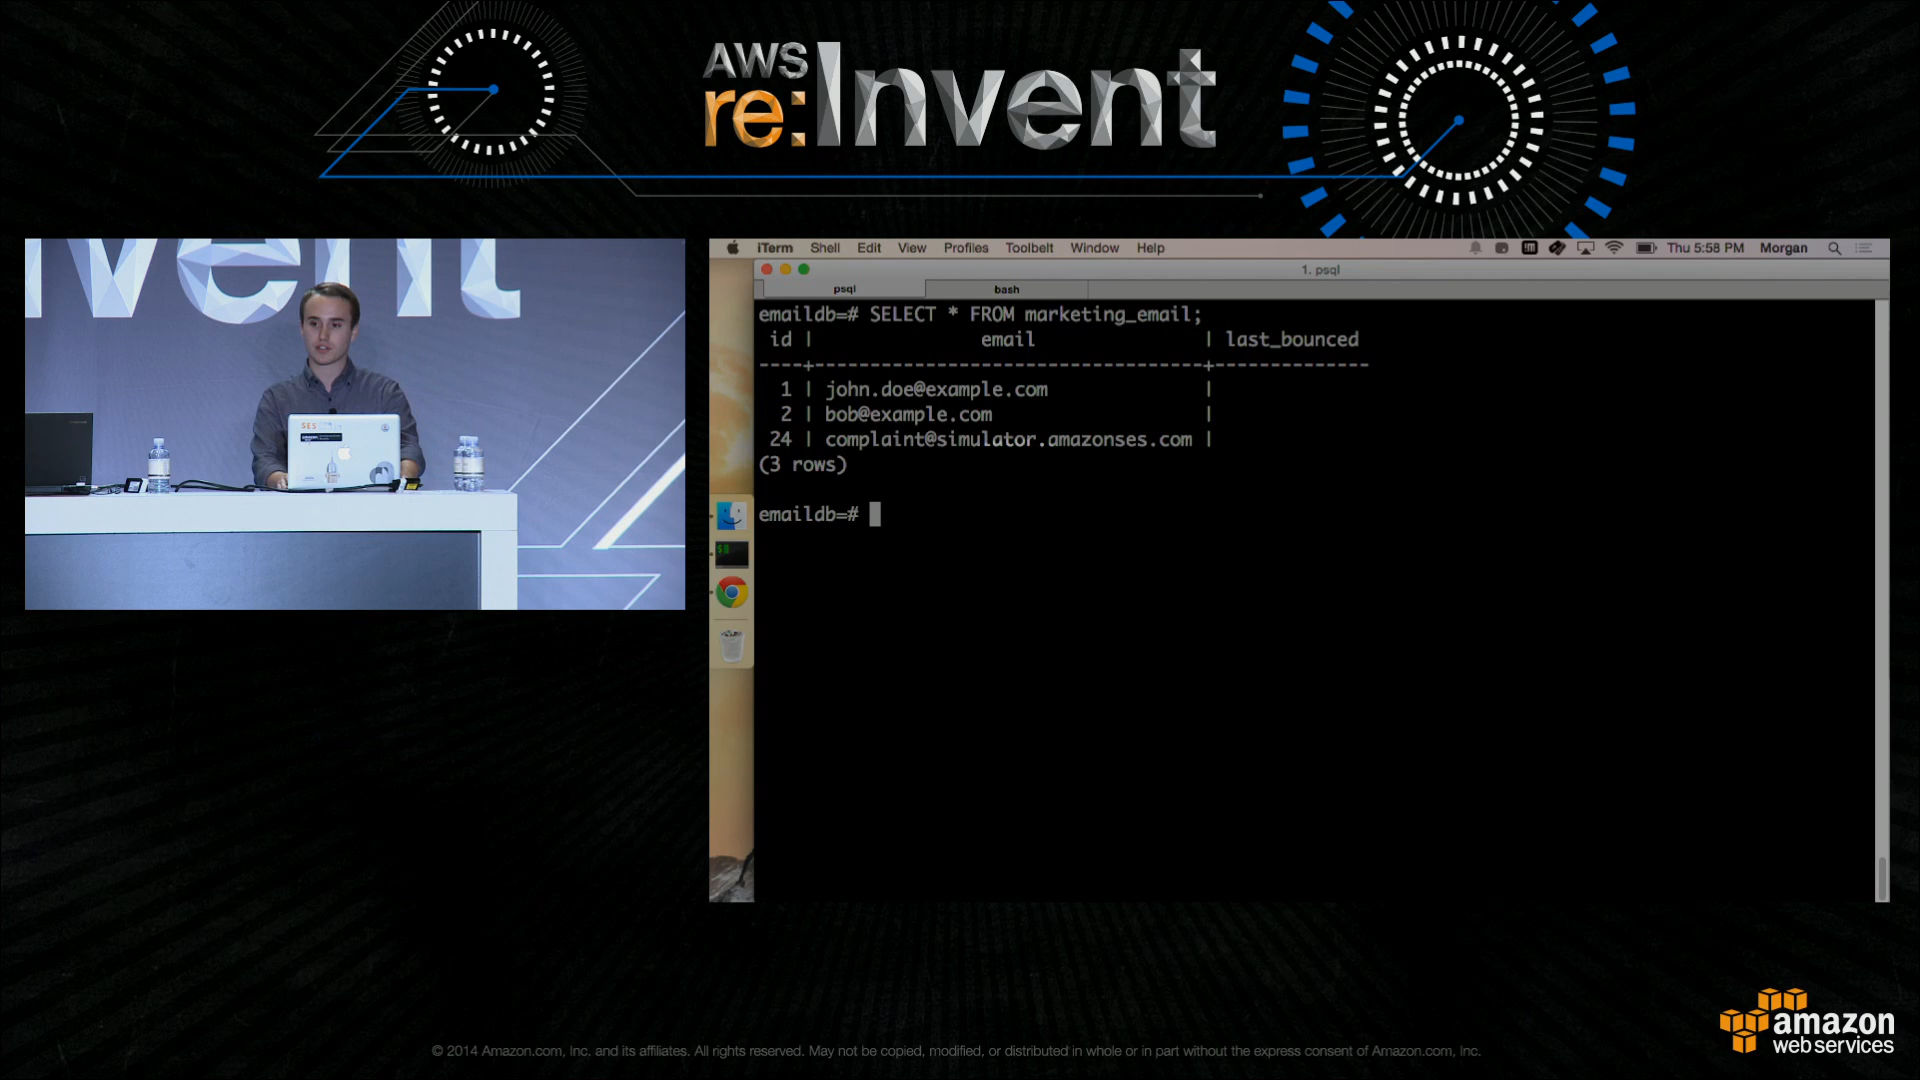 AWS
re:Invent
vent
SES
iTerm Shell Edit View Profiles Toolbelt Window Help Thu 5:58 PM Morgan
1. psql
psql bash
emaildb=# SELECT * FROM marketing_email;
id | email | last_bounced
----+-----------------------------------+--------------
1 | john.doe@example.com |
2 | bob@example.com |
24 | complaint@simulator.amazonses.com |
(3 rows)
emaildb=#
amazon
web services
© 2014 Amazon.com, Inc. and its affiliates. All rights reserved. May not be copied, modified, or distributed in whole or in part without the express consent of Amazon.com, Inc.